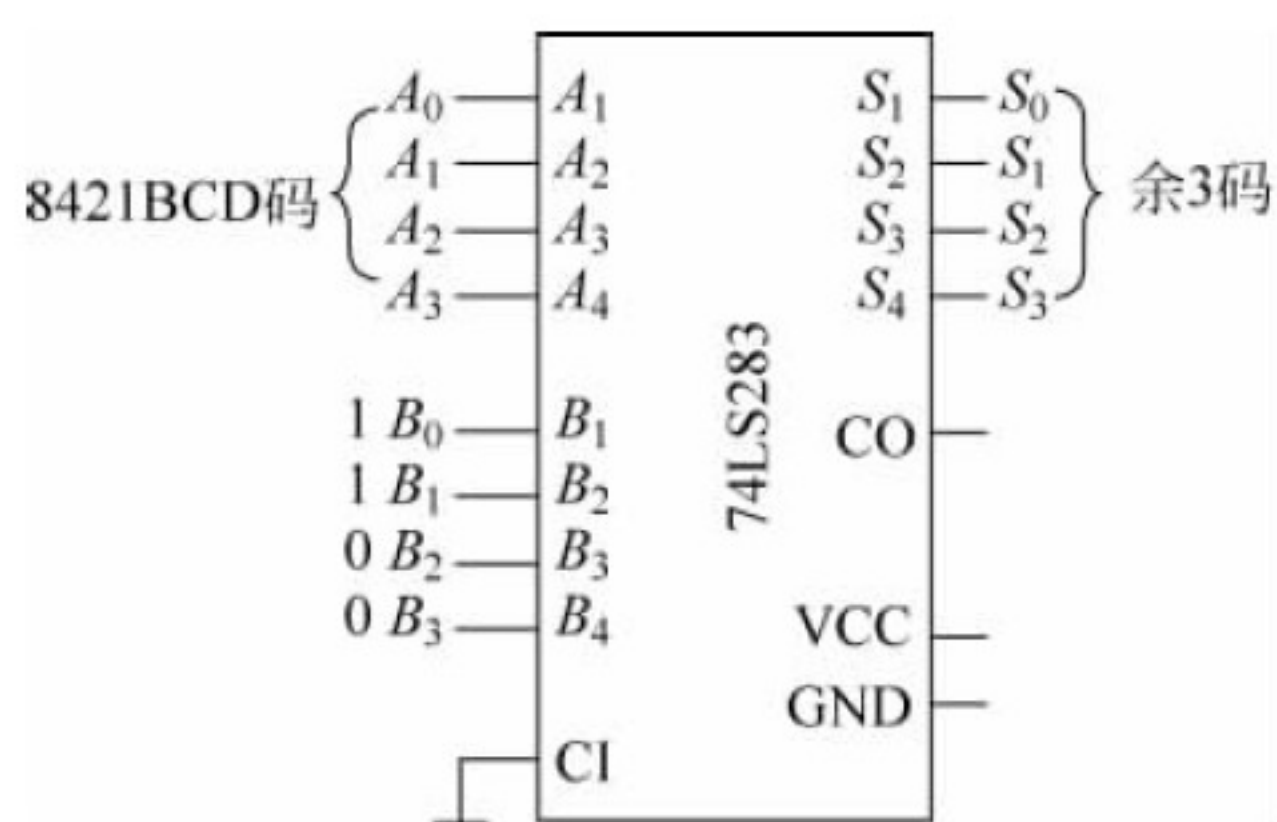 A₀ A₁ S₁ S₀
A₁ A₂ S₂ S₁
8421BCD码 余3码
A₂ A₃ S₃ S₂
A₃ A₄ S₄ S₃
74LS283
1 B₀ B₁ CO
1 B₁ B₂
0 B₂ B₃
0 B₃ B₄ VCC
GND
CI